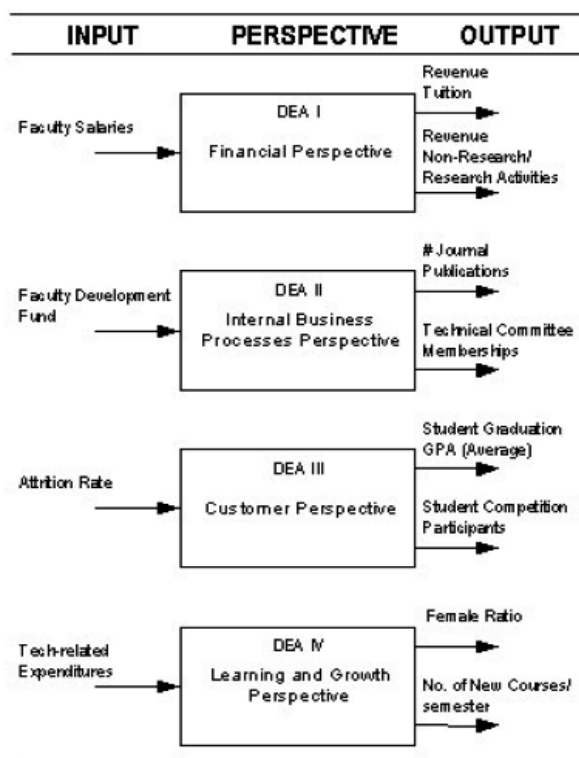 INPUT PERSPECTIVE OUTPUT
Faculty Salaries
DEA I
Financial Perspective
Revenue
Tuition
Revenue
Non-Research/
Research Activities
Faculty Development
Fund
DEA II
Internal Business
Processes Perspective
# Journal
Publications
Technical Committee
Memberships
Attrition Rate
DEA III
Customer Perspective
Student Graduation
GPA (Average)
Student Competition
Participants
Tech-related
Expenditures
DEA IV
Learning and Growth
Perspective
Female Ratio
No. of New Courses/
semester